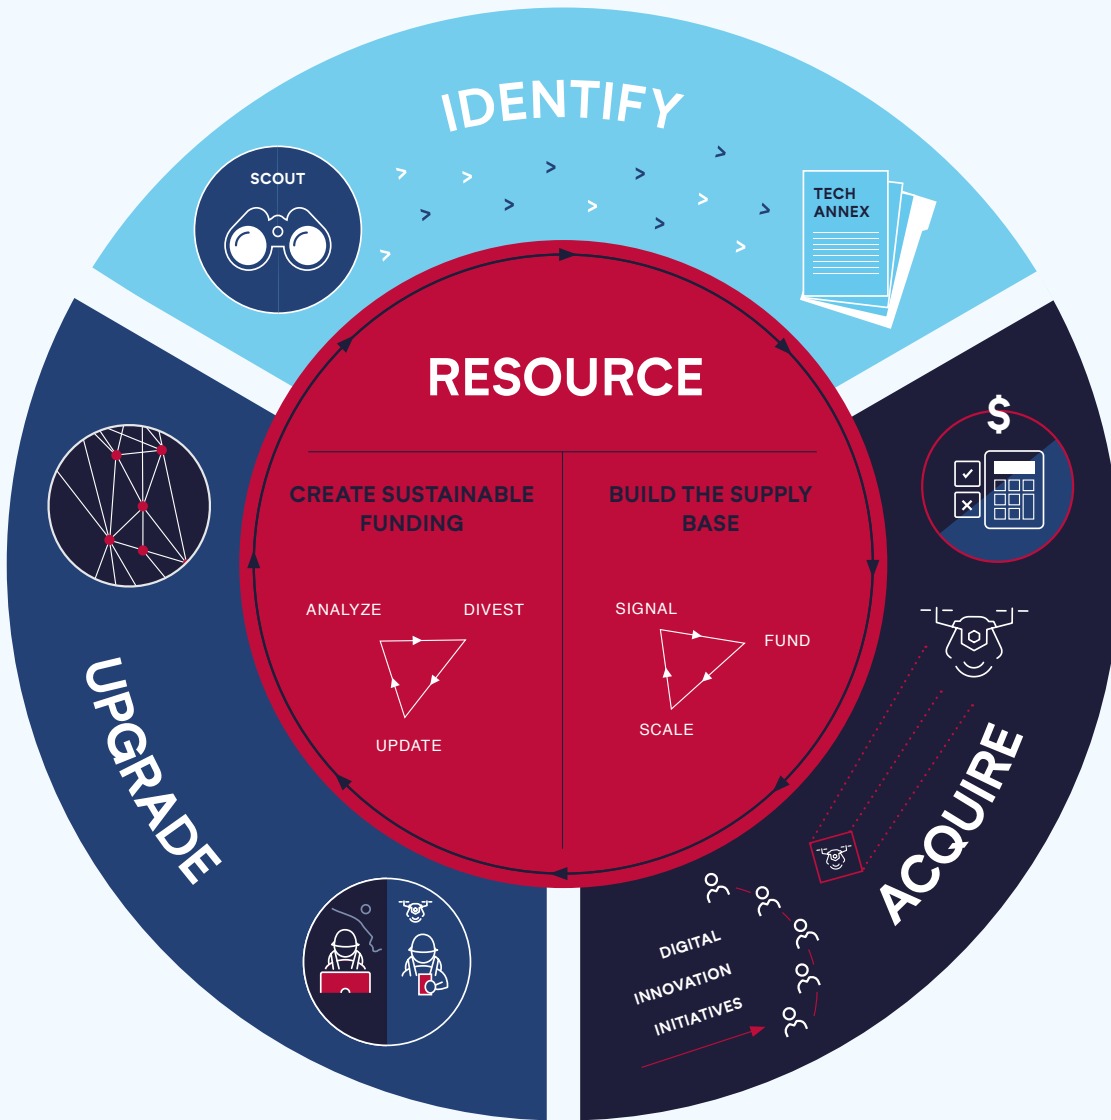 IDENTIFY
SCOUT
TECH
ANNEX
RESOURCE
CREATE SUSTAINABLE
FUNDING
BUILD THE SUPPLY
BASE
ANALYZE
DIVEST
UPDATE
SIGNAL
FUND
SCALE
$
UPGRADE
ACQUIRE
DIGITAL
INNOVATION
INITIATIVES